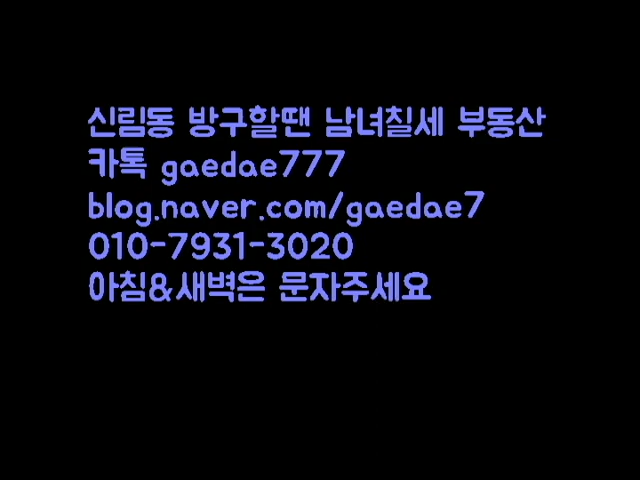 신림동 방구할땐 남녀칠세 부동산
카톡 gaedae777
blog.naver.com/gaedae7
010-7931-3020
아침&새벽은 문자주세요